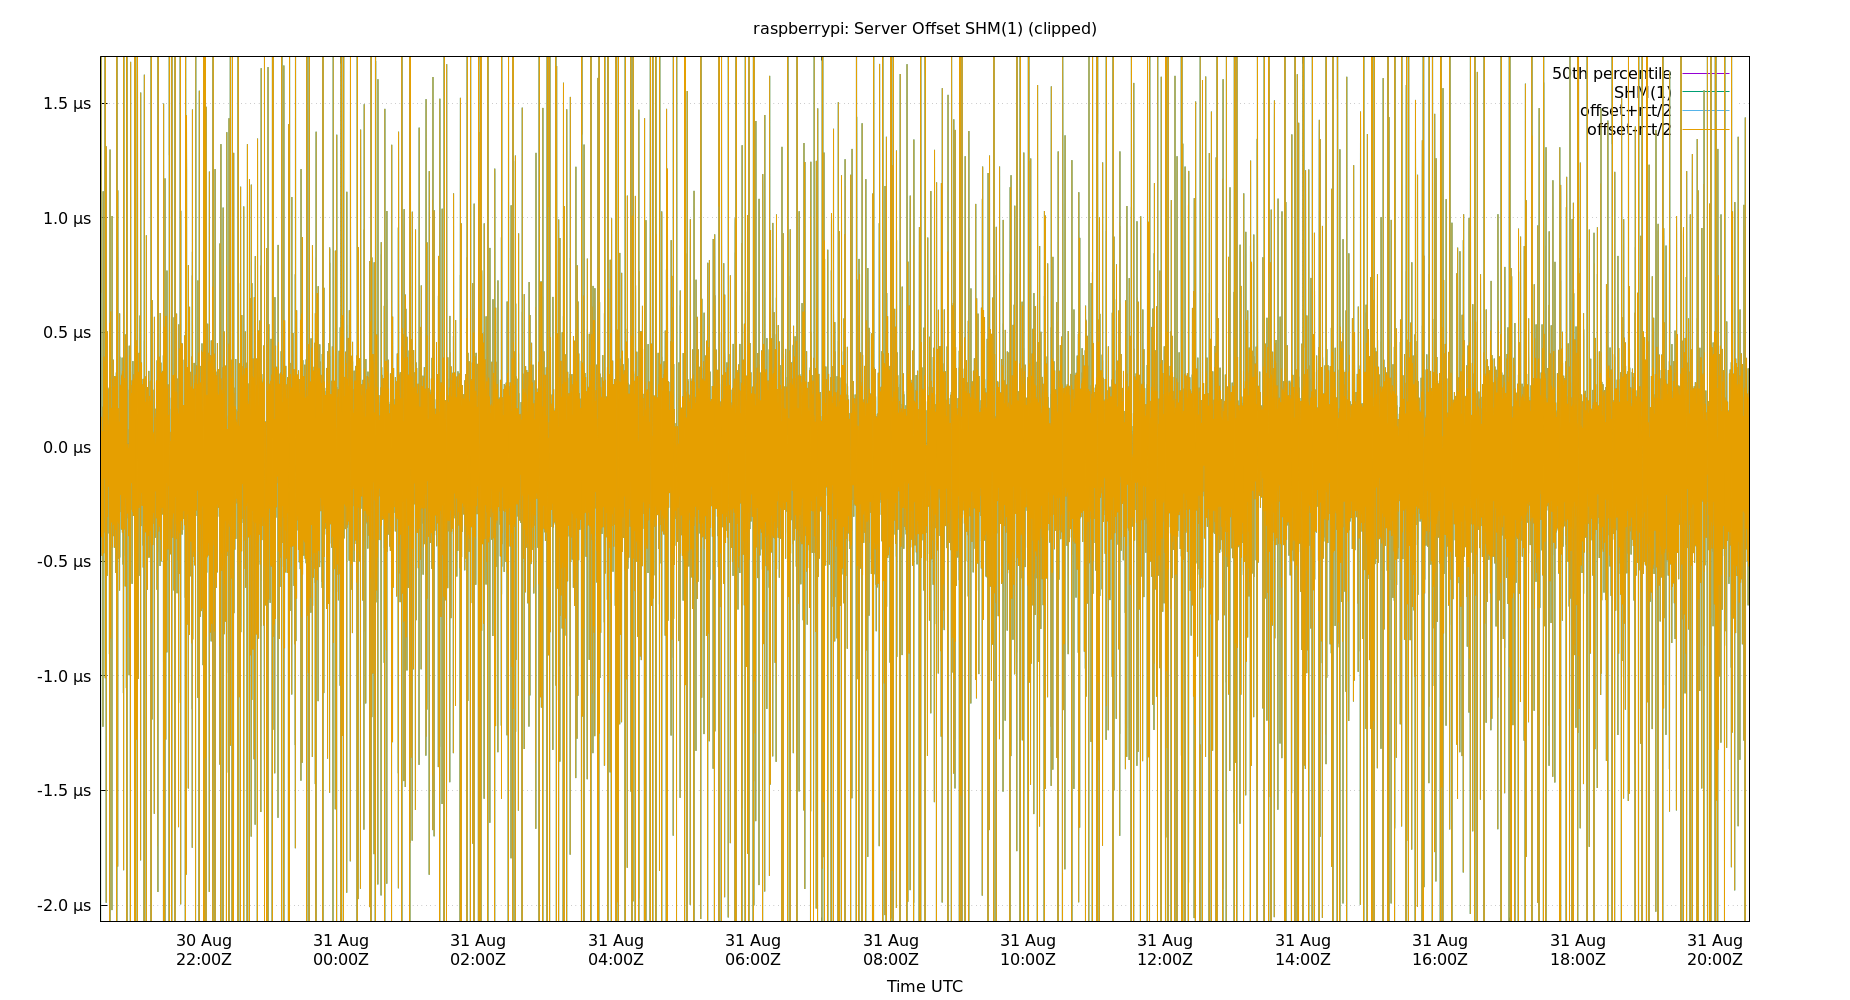 raspberrypi: Server Offset SHM(1) (clipped)
50th percentile
SHM(1)
offset+rtt/2
offset-rtt/2
1.5 µs
1.0 µs
0.5 µs
0.0 µs
-0.5 µs
-1.0 µs
-1.5 µs
-2.0 µs
30 Aug 31 Aug 31 Aug 31 Aug 31 Aug 31 Aug 31 Aug 31 Aug 31 Aug 31 Aug 31 Aug 31 Aug
22:00Z 00:00Z 02:00Z 04:00Z 06:00Z 08:00Z 10:00Z 12:00Z 14:00Z 16:00Z 18:00Z 20:00Z
Time UTC